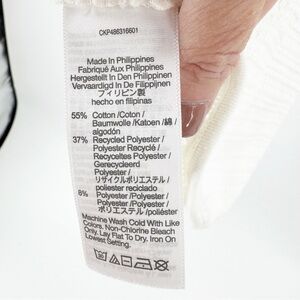 CKP486316601
Made In Philippines
Fabriqué Aux Philippines
Hergestellt In Den Philippinen
Vervaardigd In De Filippijnen
フィリピン製
hecho en filipinas
55% Cotton /Coton /
Baumwolle /Katoen /綿 /
algodón
37% Recycled Polyester /
Polyester Recyclé /
Recyceltes Polyester /
Gerecycleerd
Polyester /
リサイクルポリエステル /
poliester reciclado
8% Polyester /Polyester /
Polyester /Polyester /
ポリエステル /poliéster
Machine Wash Cold With Like
Colors. Non-Chlorine Bleach
Only. Lay Flat To Dry. Iron On
Lowest Setting.